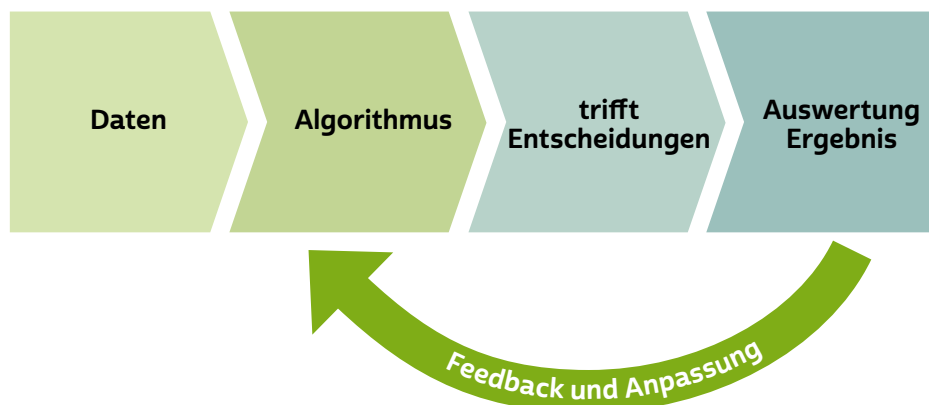 Daten
Algorithmus
trifft
Entscheidungen
Auswertung
Ergebnis
Feedback und Anpassung